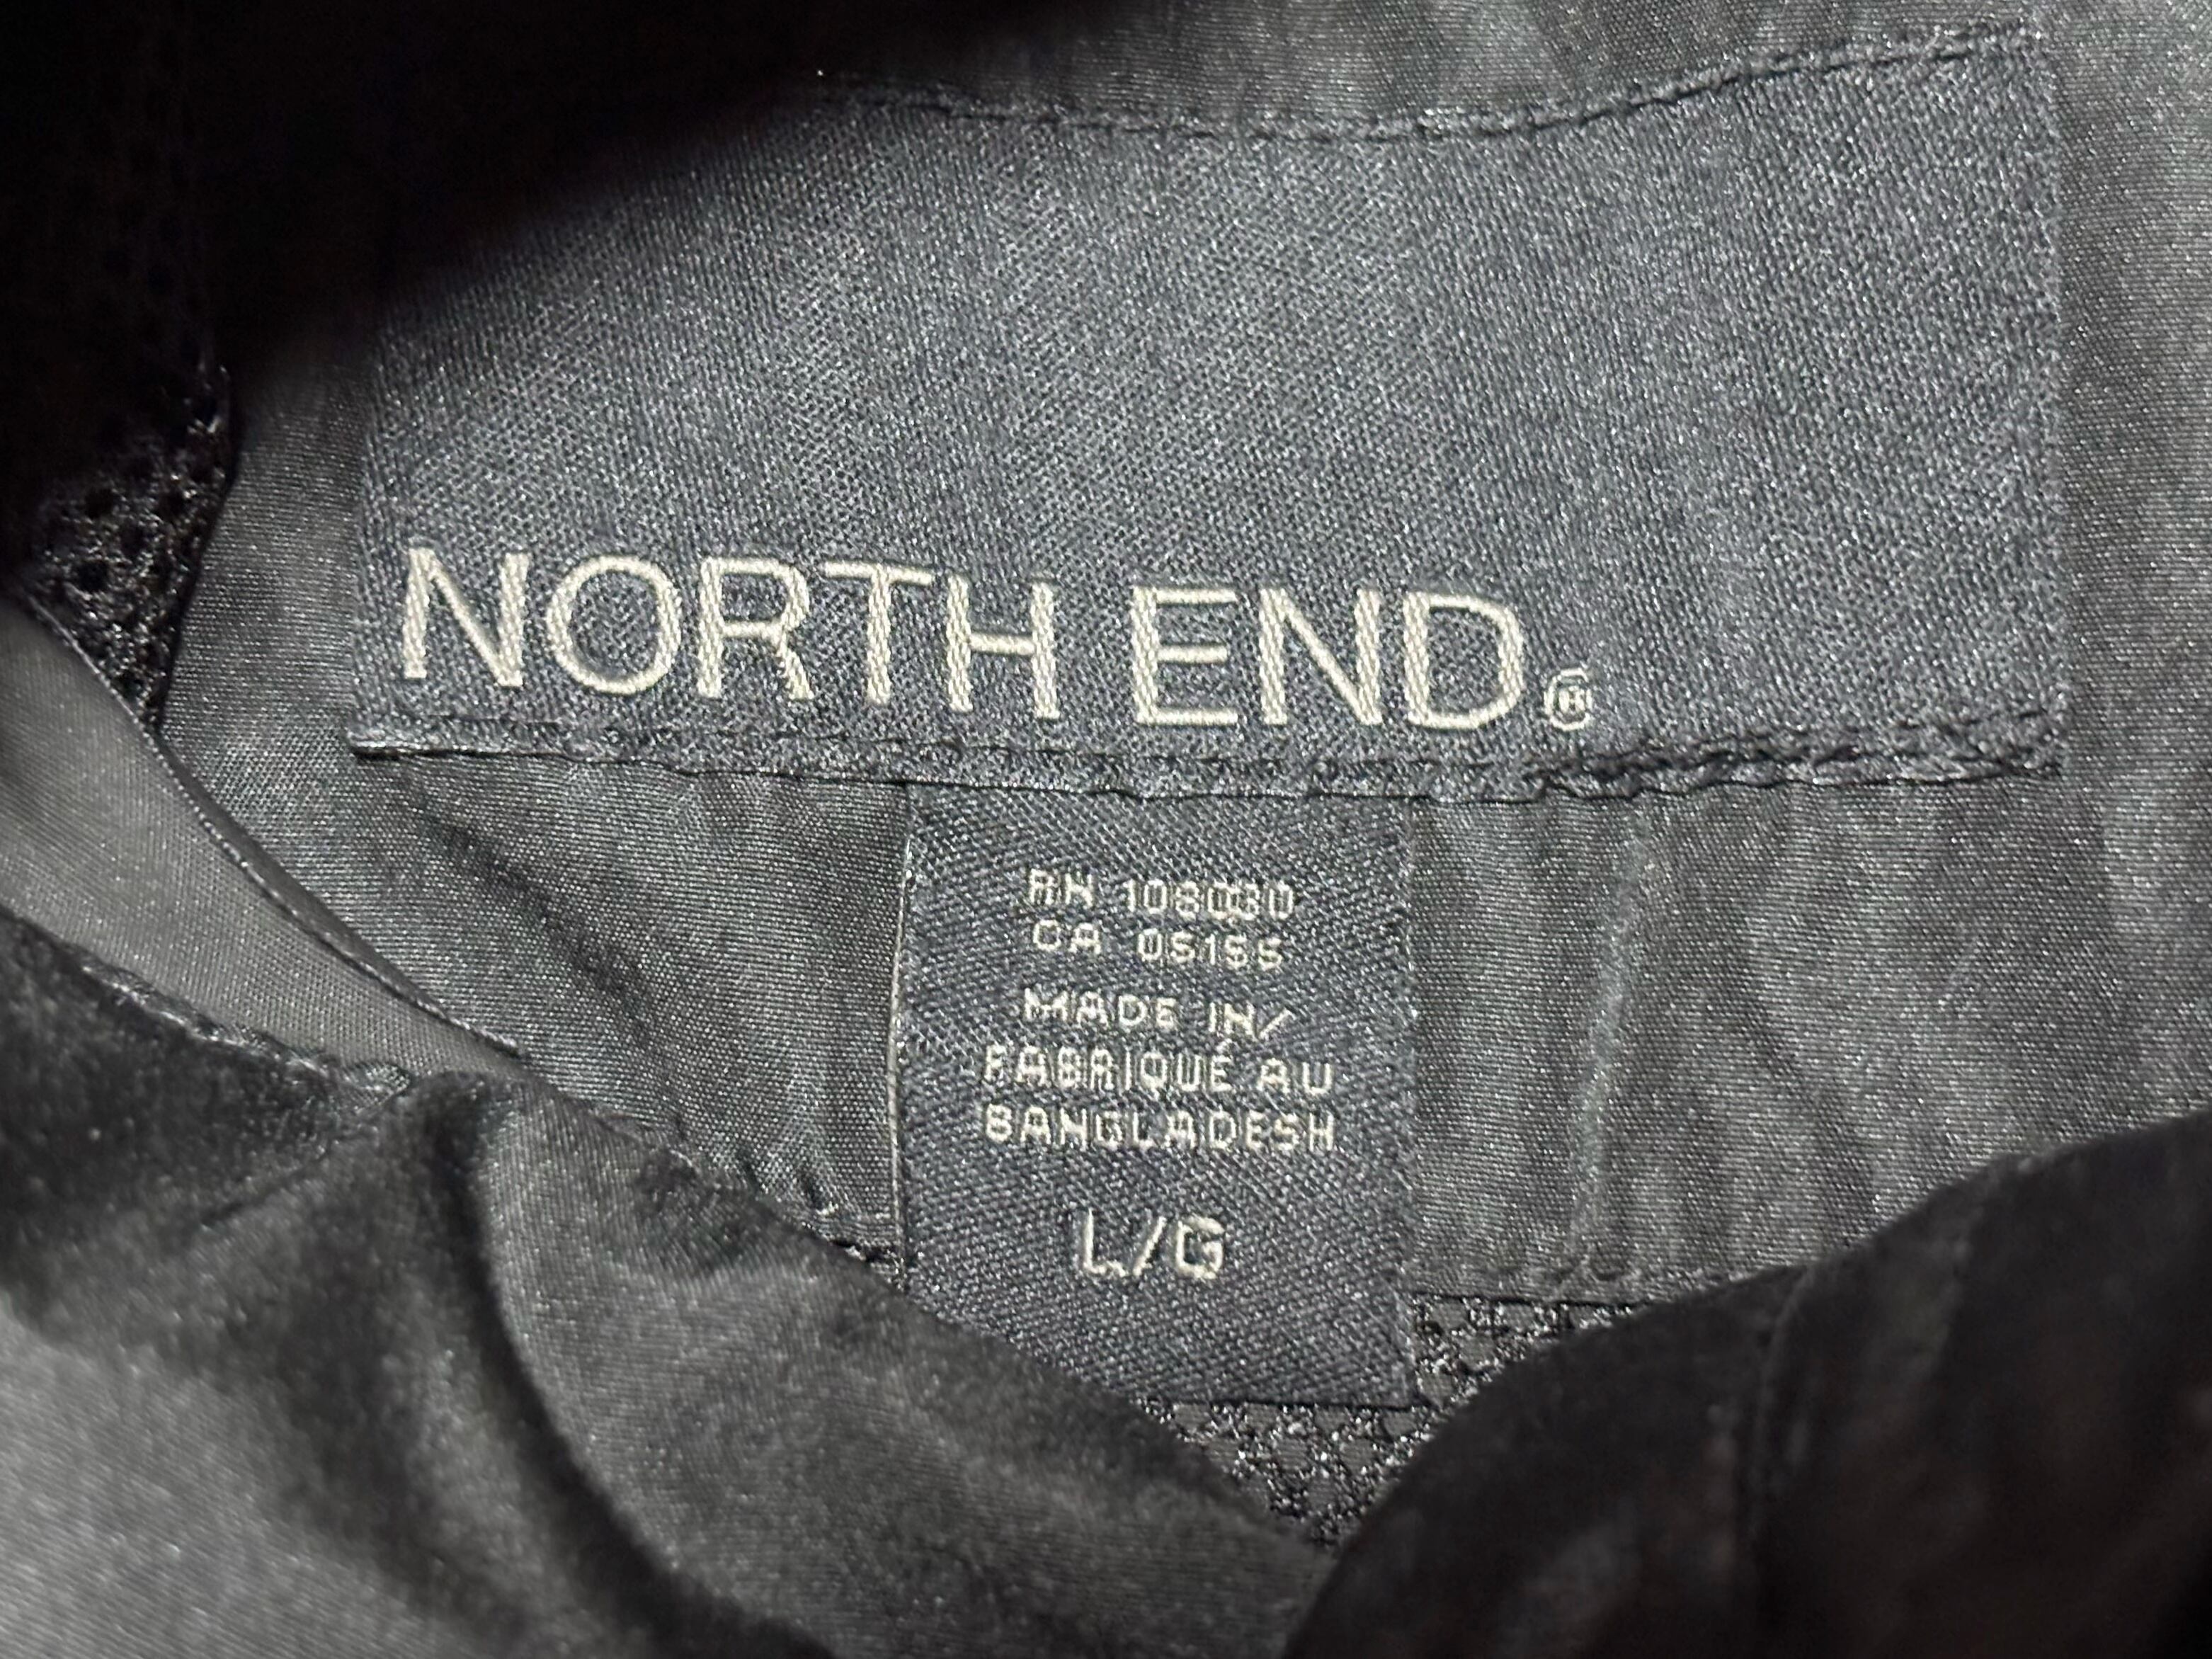 NORTH END®
RN 108080
CA 05155
MADE IN/
FABRIQUÉ AU
BANGLADESH
L/G